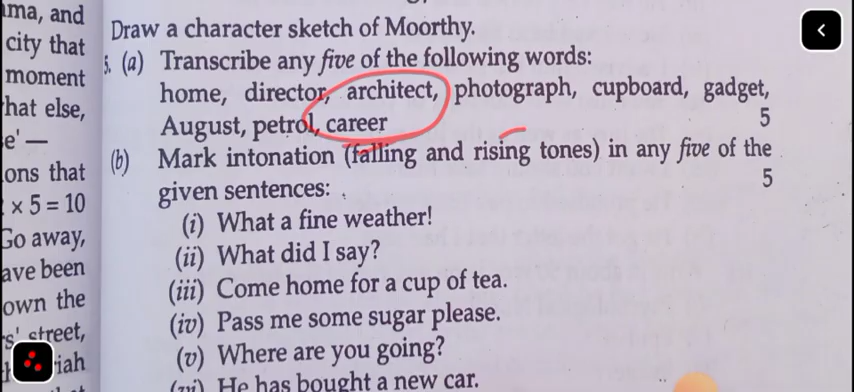 ma, and
city that
moment
hat else,
e' —
ons that
x 5 = 10
Go away,
ave been
own the
s' street,
iah
Draw a character sketch of Moorthy.
5. (a) Transcribe any five of the following words:
home, director, architect, photograph, cupboard, gadget,
August, petrol, career 5
(b) Mark intonation (falling and rising tones) in any five of the
given sentences: 5
(i) What a fine weather!
(ii) What did I say?
(iii) Come home for a cup of tea.
(iv) Pass me some sugar please.
(v) Where are you going?
(vi) He has bought a new car.